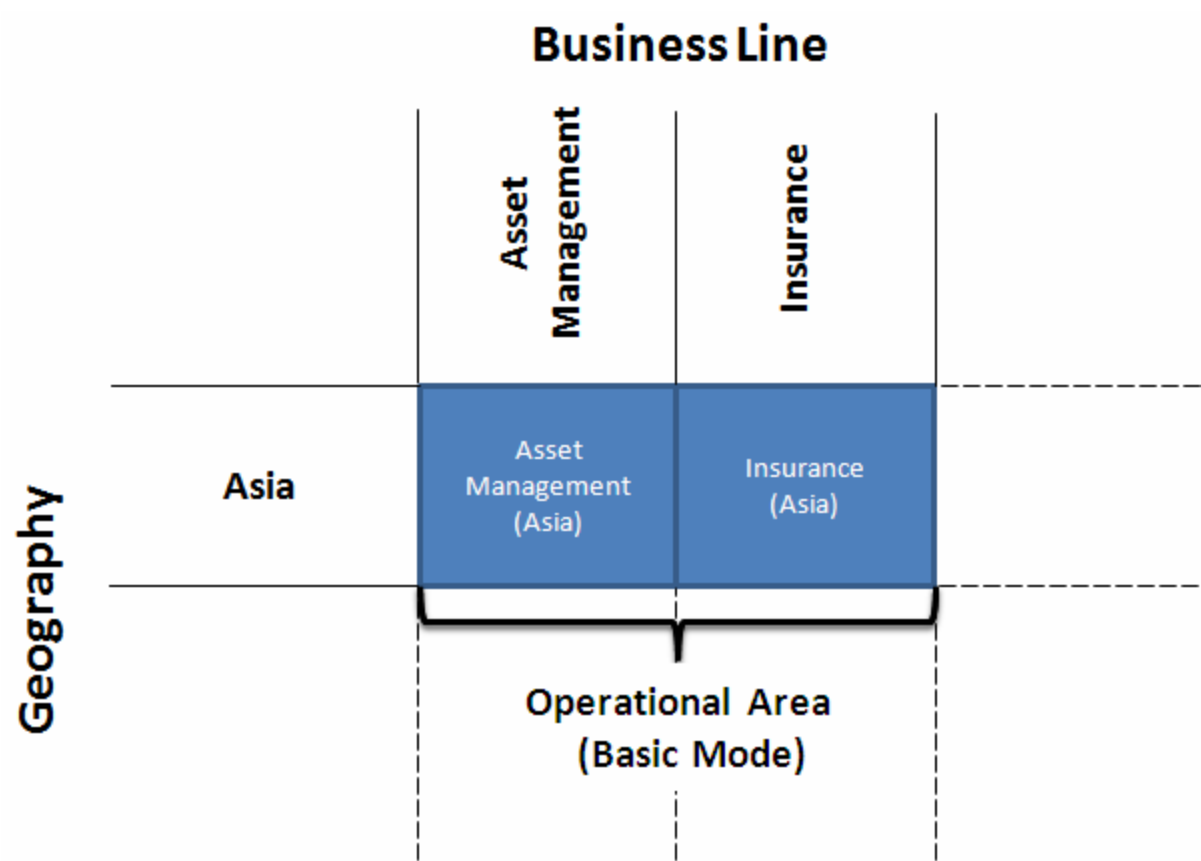 Business Line
Asset
Management
Insurance
Geography
Asia
Asset
Management
(Asia)
Insurance
(Asia)
Operational Area
(Basic Mode)